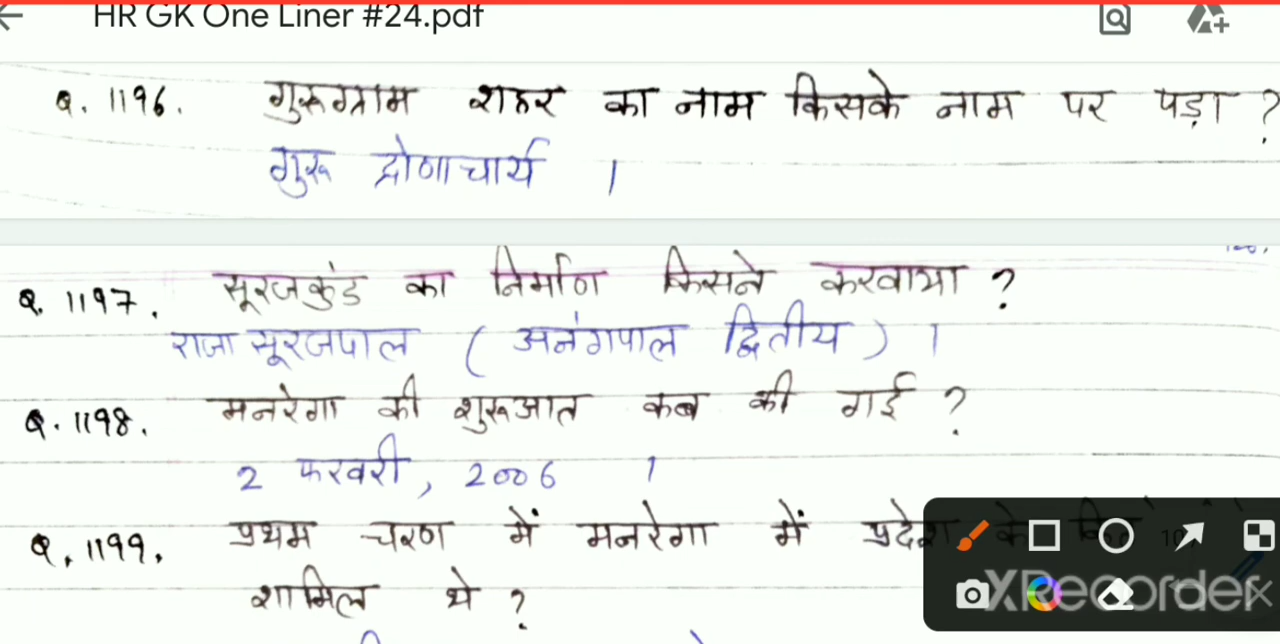 HR GK One Liner #24.pdf
Q. 1196. गुरूग्राम शहर का नाम किसके नाम पर पड़ा ?
गुरू द्रोणाचार्य ।
Q. 1197. सूरजकुंड का निर्माण किसने करवाया ?
राजा सूरजपाल ( अनंगपाल द्वितीय ) ।
Q. 1198. मनरेगा की शुरूआत कब की गई ?
2 फरवरी, 2006 ।
Q. 1199. प्रथम चरण में मनरेगा में प्रदेश के
शामिल थे ?
XRecorder